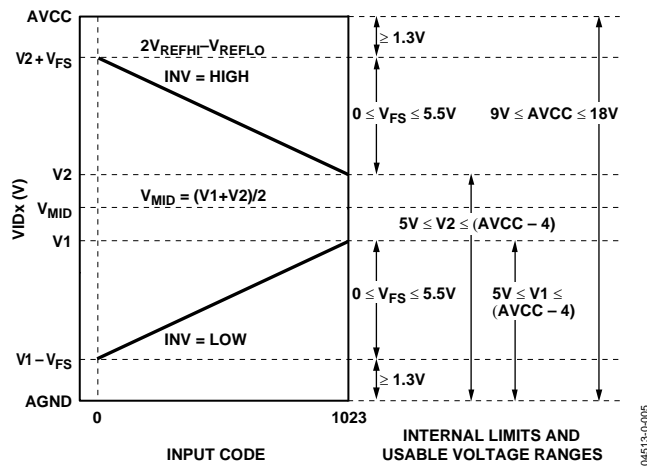 AVCC
2VREFHI–VREFLO
≥ 1.3V
V2 + VFS
INV = HIGH
0 ≤ VFS ≤ 5.5V
9V ≤ AVCC ≤ 18V
V2
VIDx (V)
VMID
VMID = (V1+V2)/2
5V ≤ V2 ≤ (AVCC – 4)
V1
0 ≤ VFS ≤ 5.5V
5V ≤ V1 ≤
(AVCC – 4)
INV = LOW
V1 – VFS
≥ 1.3V
AGND
0
1023
INPUT CODE
INTERNAL LIMITS AND
USABLE VOLTAGE RANGES
04513-0-005